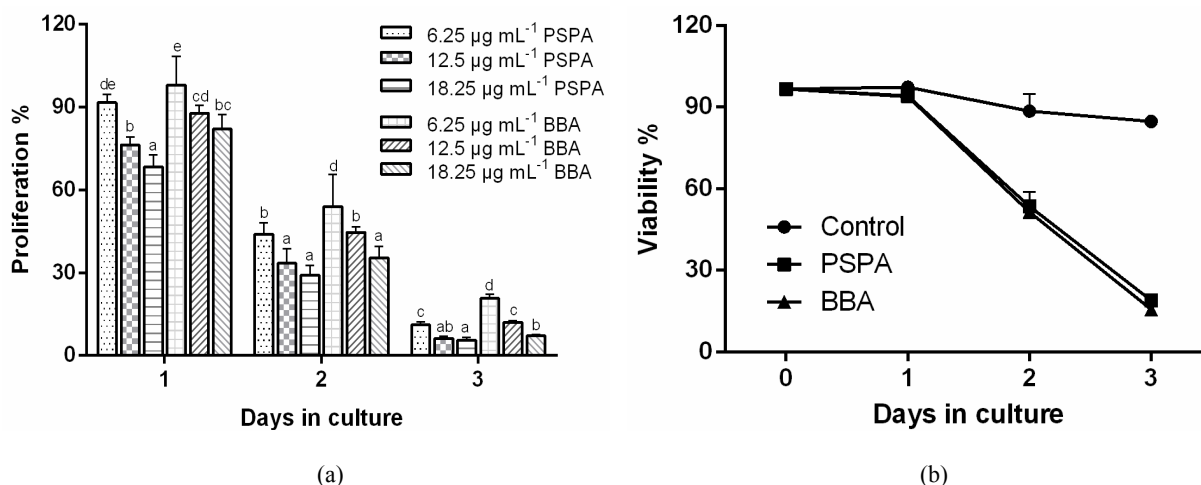 120
90
60
30
0
Proliferation %
de
b
a
e
cd
bc
b
a
a
d
b
a
c
ab
a
d
c
b
6.25 µg mL⁻¹ PSPA
12.5 µg mL⁻¹ PSPA
18.25 µg mL⁻¹ PSPA
6.25 µg mL⁻¹ BBA
12.5 µg mL⁻¹ BBA
18.25 µg mL⁻¹ BBA
1 2 3
Days in culture
(a)
120
90
60
30
0
Viability %
Control
PSPA
BBA
0 1 2 3
Days in culture
(b)